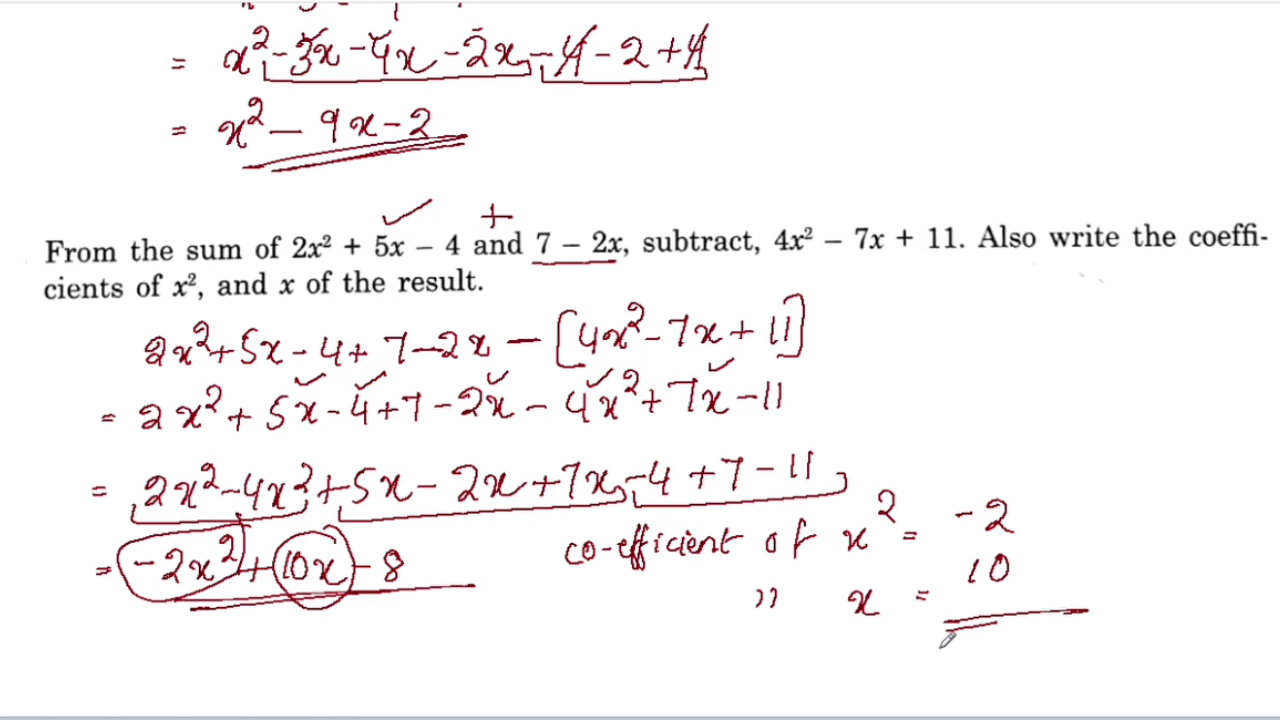 = x² - 3x - 4x - 2x - 4 - 2 + 4
= x² - 9x - 2
+
From the sum of 2x² + 5x − 4 and 7 − 2x, subtract, 4x² − 7x + 11. Also write the coeffi-
cients of x², and x of the result.
2x² + 5x - 4 + 7 - 2x - [4x² - 7x + 11]
= 2x² + 5x - 4 + 7 - 2x - 4x² + 7x - 11
= 2x² - 4x² + 5x - 2x + 7x - 4 + 7 - 11
= -2x² + 10x - 8
co-efficient of x² = -2
" x = 10